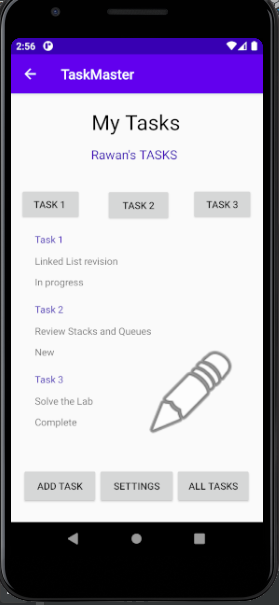 2:56
TaskMaster
My Tasks
Rawan's TASKS
TASK 1 TASK 2 TASK 3
Task 1
Linked List revision
In progress
Task 2
Review Stacks and Queues
New
Task 3
Solve the Lab
Complete
ADD TASK SETTINGS ALL TASKS